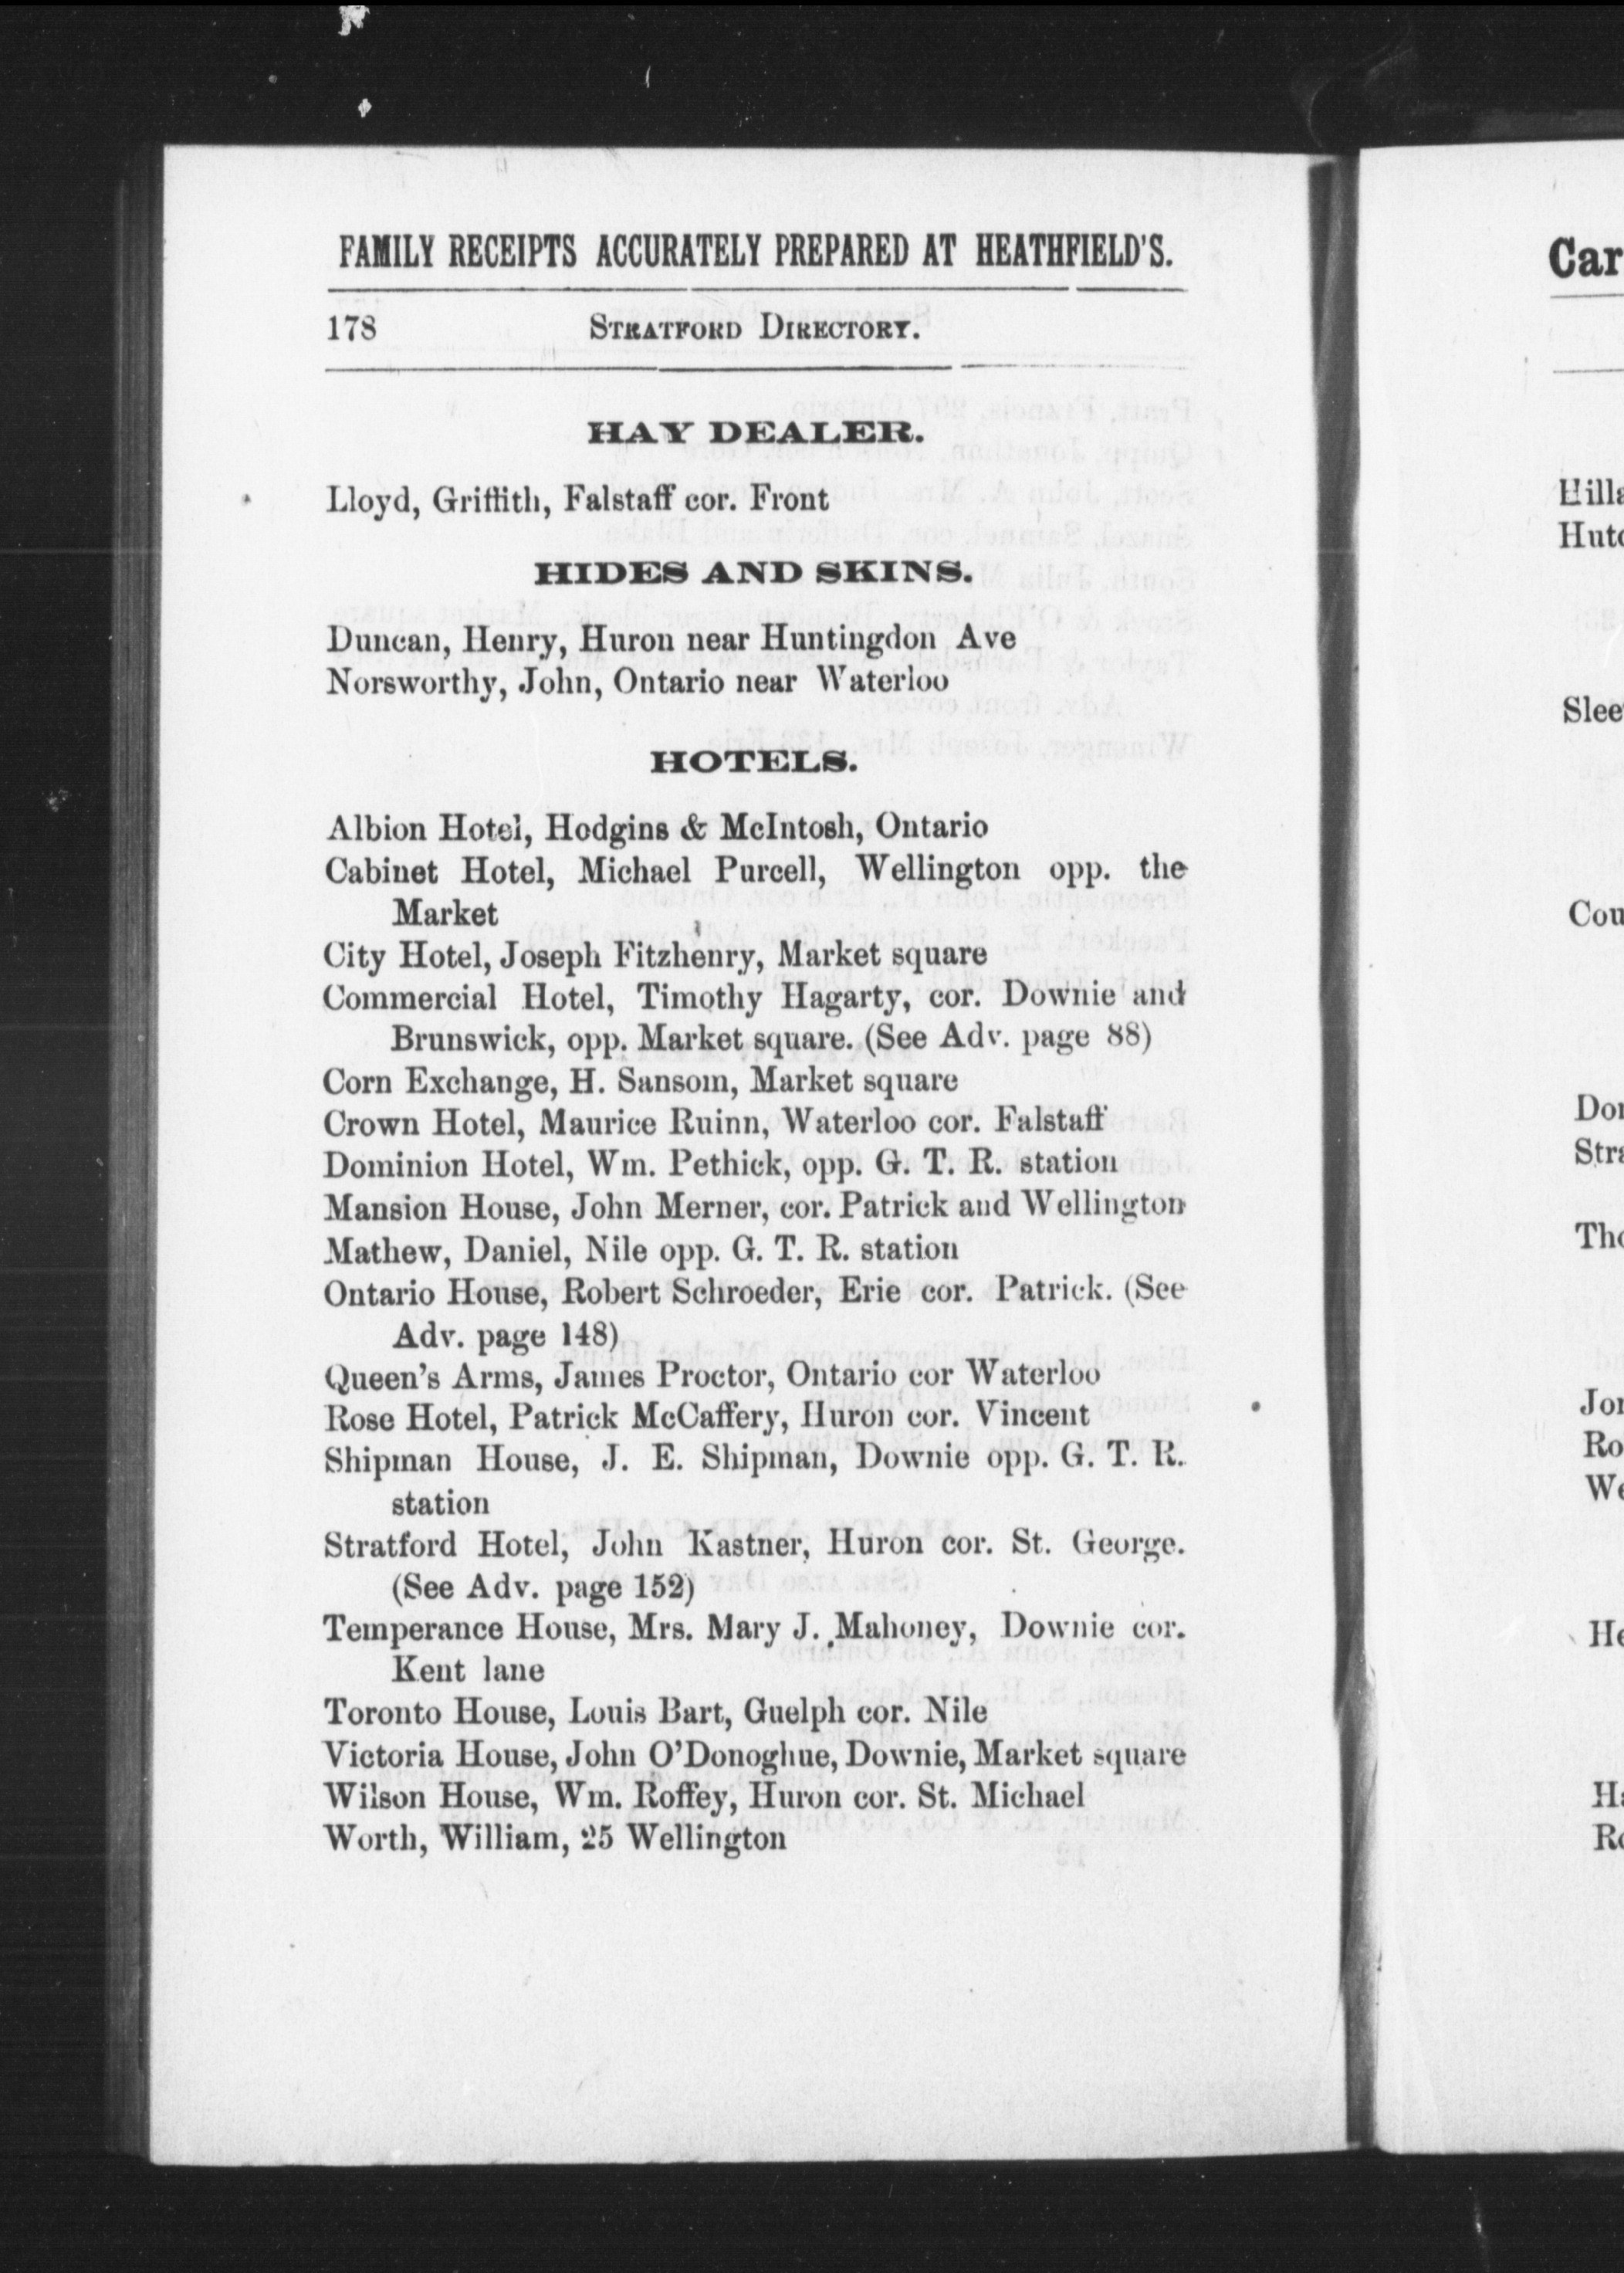 FAMILY RECEIPTS ACCURATELY PREPARED AT HEATHFIELD'S.
178 STRATFORD DIRECTORY.
HAY DEALER.
Lloyd, Griffith, Falstaff cor. Front
HIDES AND SKINS.
Duncan, Henry, Huron near Huntingdon Ave
Norsworthy, John, Ontario near Waterloo
HOTELS.
Albion Hotel, Hodgins & McIntosh, Ontario
Cabinet Hotel, Michael Purcell, Wellington opp. the
Market
City Hotel, Joseph Fitzhenry, Market square
Commercial Hotel, Timothy Hagarty, cor. Downie and
Brunswick, opp. Market square. (See Adv. page 88)
Corn Exchange, H. Sansom, Market square
Crown Hotel, Maurice Ruinn, Waterloo cor. Falstaff
Dominion Hotel, Wm. Pethick, opp. G. T. R. station
Mansion House, John Merner, cor. Patrick and Wellington
Mathew, Daniel, Nile opp. G. T. R. station
Ontario House, Robert Schroeder, Erie cor. Patrick. (See
Adv. page 148)
Queen's Arms, James Proctor, Ontario cor Waterloo
Rose Hotel, Patrick McCaffery, Huron cor. Vincent
Shipman House, J. E. Shipman, Downie opp. G. T. R.
station
Stratford Hotel, John Kastner, Huron cor. St. George.
(See Adv. page 152)
Temperance House, Mrs. Mary J. Mahoney, Downie cor.
Kent lane
Toronto House, Louis Bart, Guelph cor. Nile
Victoria House, John O'Donoghue, Downie, Market square
Wilson House, Wm. Roffey, Huron cor. St. Michael
Worth, William, 25 Wellington
Car
Hutc
Slee
Cou
Don
Stra
Tho
Jon
Ro
We
He
Ha
Ro